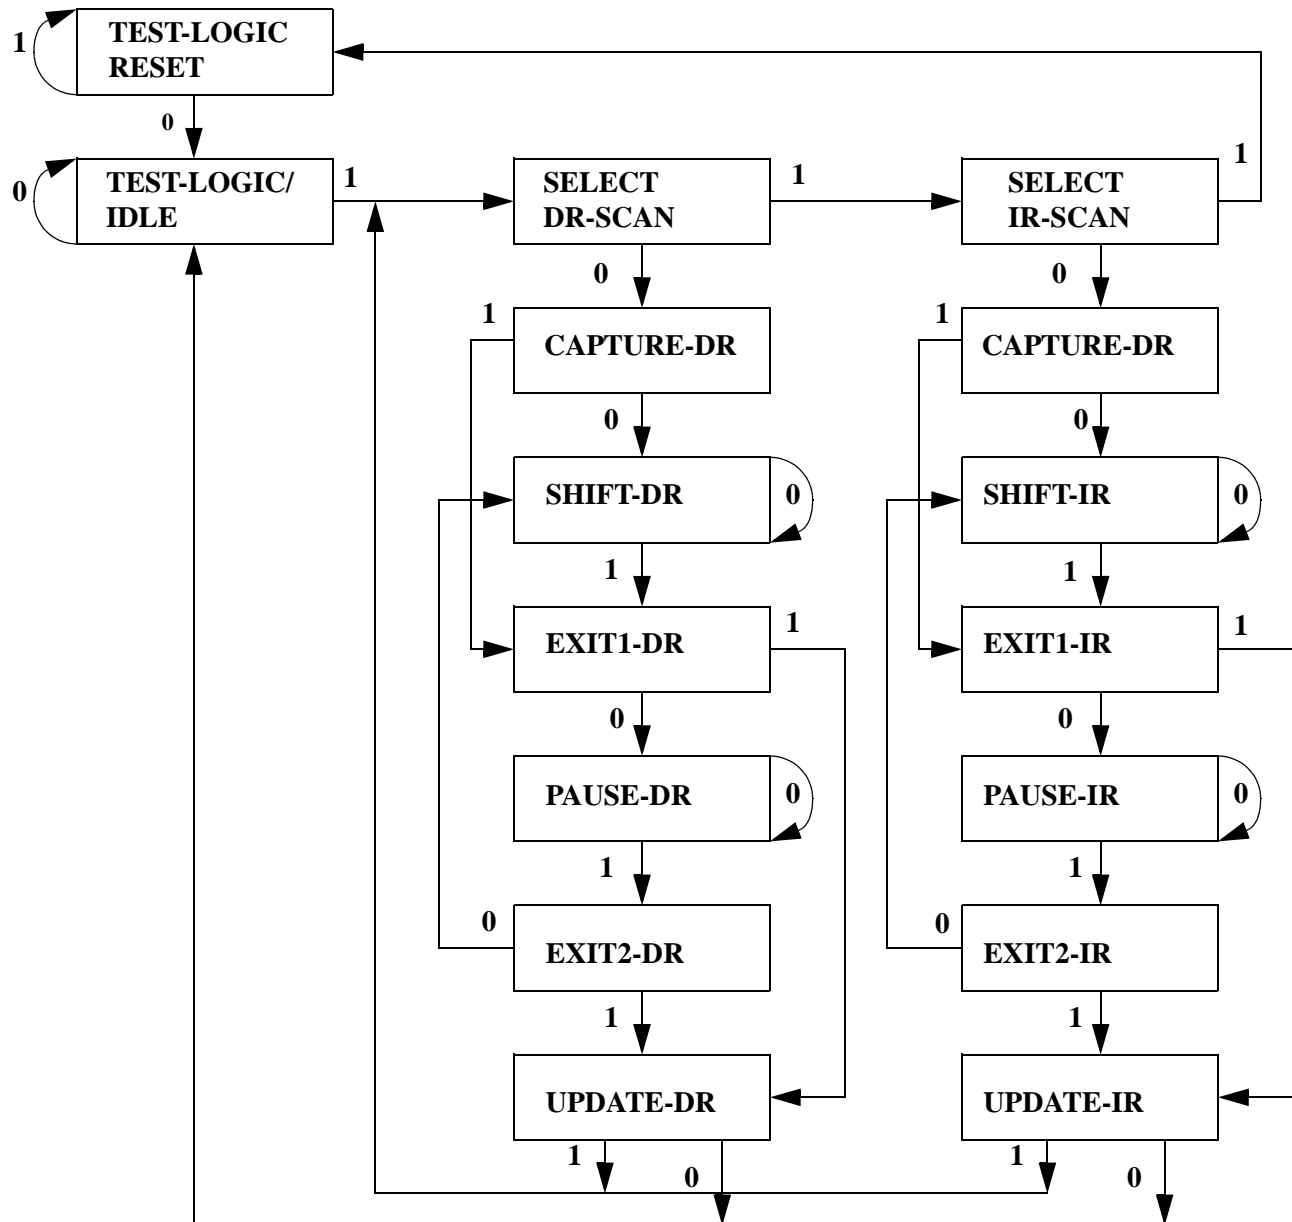 1
TEST-LOGIC
RESET
0
0
TEST-LOGIC/
IDLE
1
SELECT
DR-SCAN
1
SELECT
IR-SCAN
1
0
0
1
CAPTURE-DR
1
CAPTURE-DR
0
0
SHIFT-DR
0
SHIFT-IR
0
1
1
EXIT1-DR
1
EXIT1-IR
1
0
0
PAUSE-DR
0
PAUSE-IR
0
1
1
0
EXIT2-DR
0
EXIT2-IR
1
1
UPDATE-DR
UPDATE-IR
1
0
1
0